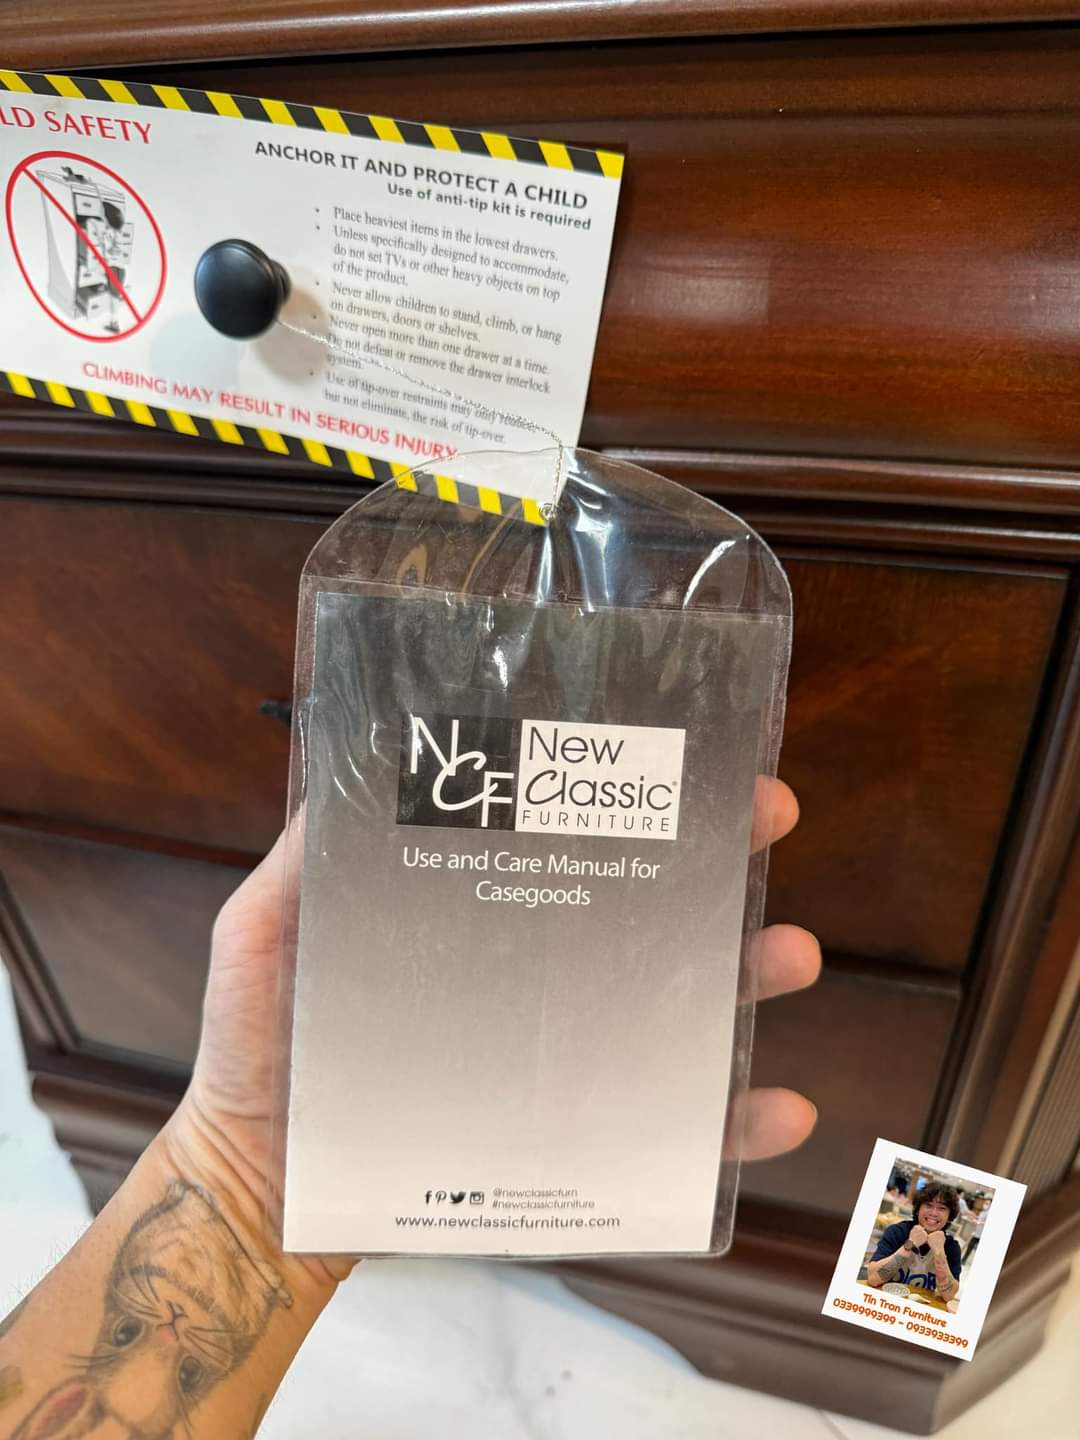 LD SAFETY
ANCHOR IT AND PROTECT A CHILD
Use of anti-tip kit is required
• Place heaviest items in the lowest drawers.
• Unless specifically designed to accommodate,
do not set TVs or other heavy objects on top
of the product.
• Never allow children to stand, climb, or hang
on drawers, doors or shelves.
• Never open more than one drawer at a time.
Do not defeat or remove the drawer interlock
system.
• Use of tip-over restraints may only reduce,
but not eliminate, the risk of tip-over.
CLIMBING MAY RESULT IN SERIOUS INJURY
NCF
New
Classic®
FURNITURE
Use and Care Manual for
Casegoods
@newclassicfurn
#newclassicfurniture
www.newclassicfurniture.com
Tín Trần Furniture
0339999399 - 0933933399